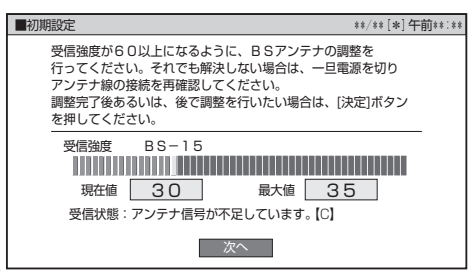 ■初期設定 **/** [*] 午前**:**
受信強度が60以上になるように、BSアンテナの調整を
行ってください。それでも解決しない場合は、一旦電源を切り
アンテナ線の接続を再確認してください。
調整完了後あるいは、後で調整を行いたい場合は、[決定]ボタン
を押してください。
受信強度 BS-15
現在値 30 最大値 35
受信状態:アンテナ信号が不足しています。【C】
次へ